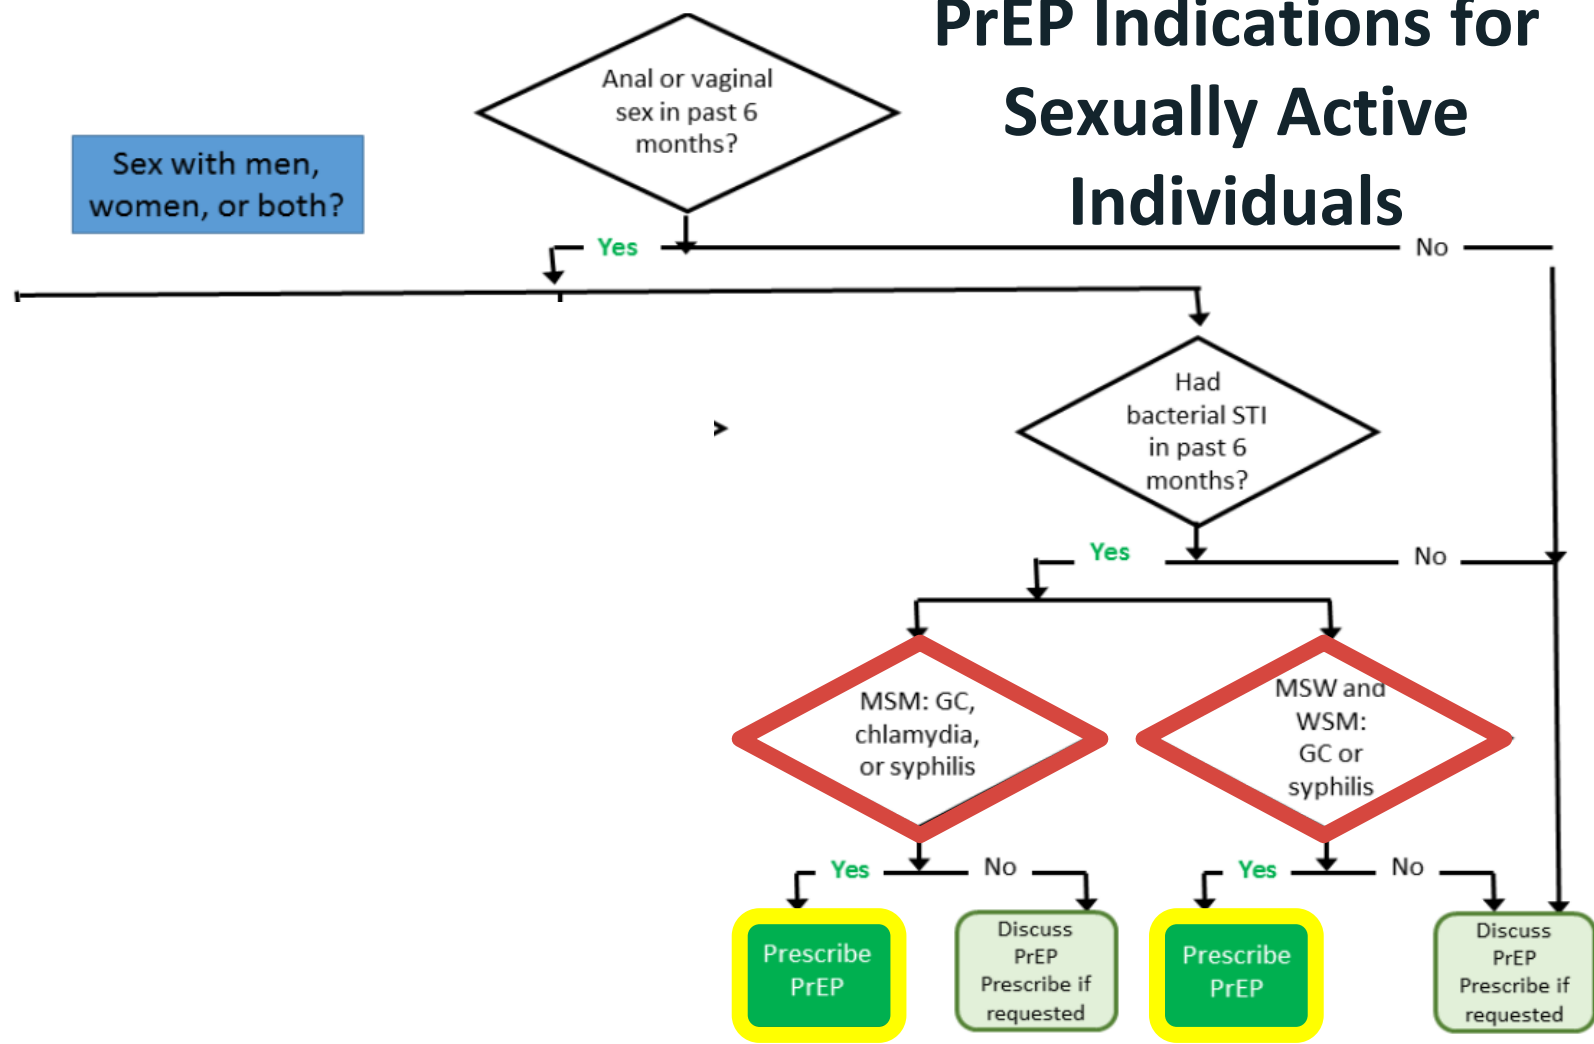 PrEP Indications for
Sexually Active
Individuals
Anal or vaginal
sex in past 6
months?
Sex with men,
women, or both?
Yes
No
Had
bacterial STI
in past 6
months?
Yes
No
MSM: GC,
chlamydia,
or syphilis
MSW and
WSM:
GC or
syphilis
Yes
No
Yes
No
Prescribe
PrEP
Discuss
PrEP
Prescribe if
requested
Prescribe
PrEP
Discuss
PrEP
Prescribe if
requested